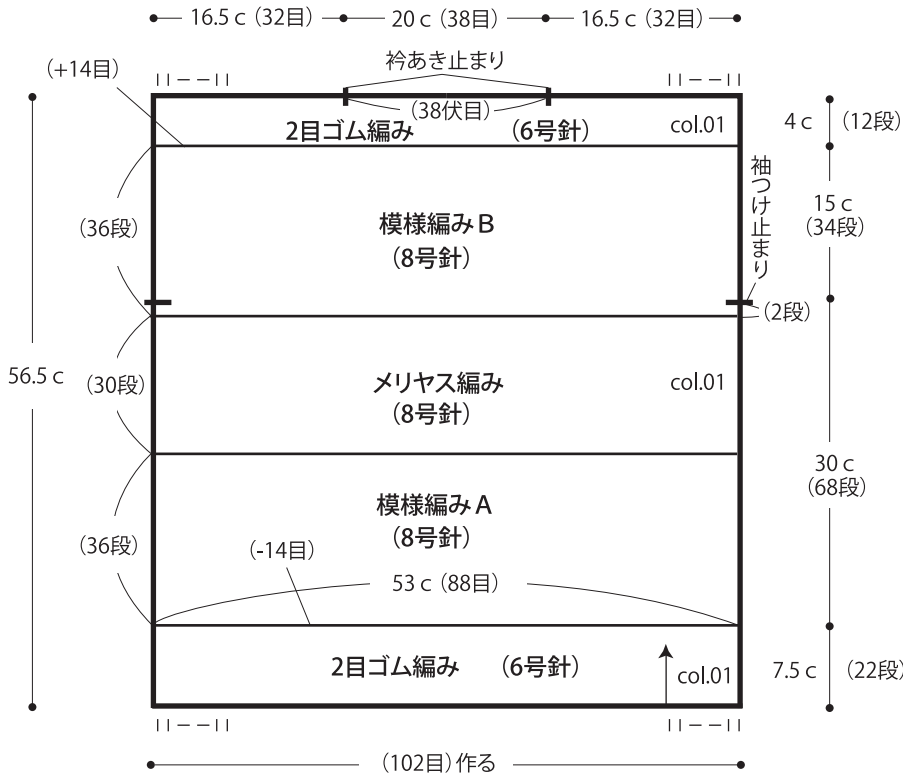 16.5 c (32目) 20 c (38目) 16.5 c (32目)
衿あき止まり
(+14目)
(38伏目)
2目ゴム編み (6号針) col.01
4 c (12段)
袖つけ止まり
15 c
(34段)
(36段)
模様編み B
(8号針)
(2段)
56.5 c
(30段)
メリヤス編み
(8号針)
col.01
30 c
(68段)
模様編み A
(8号針)
(36段)
(-14目)
53 c (88目)
2目ゴム編み (6号針) col.01
7.5 c (22段)
(102目) 作る